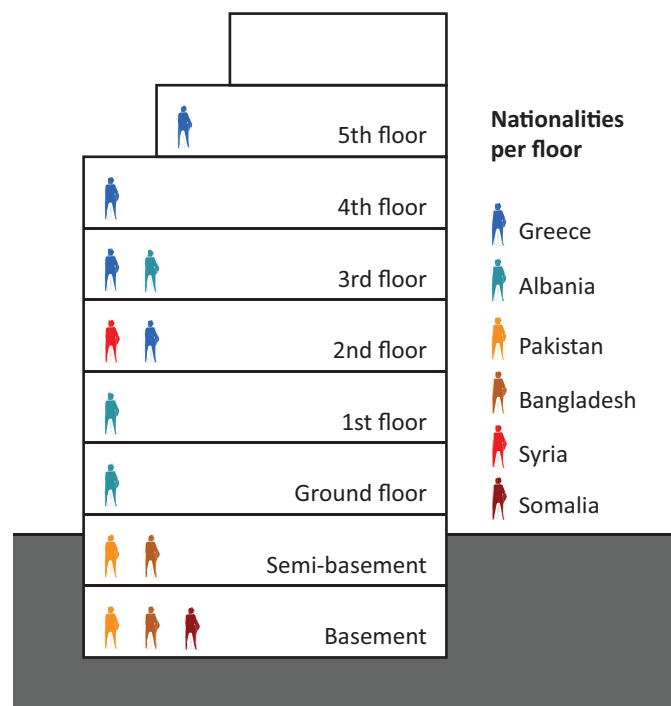 Nationalities
per floor
5th floor
4th floor
3rd floor
2nd floor
1st floor
Ground floor
Semi-basement
Basement
Greece
Albania
Pakistan
Bangladesh
Syria
Somalia